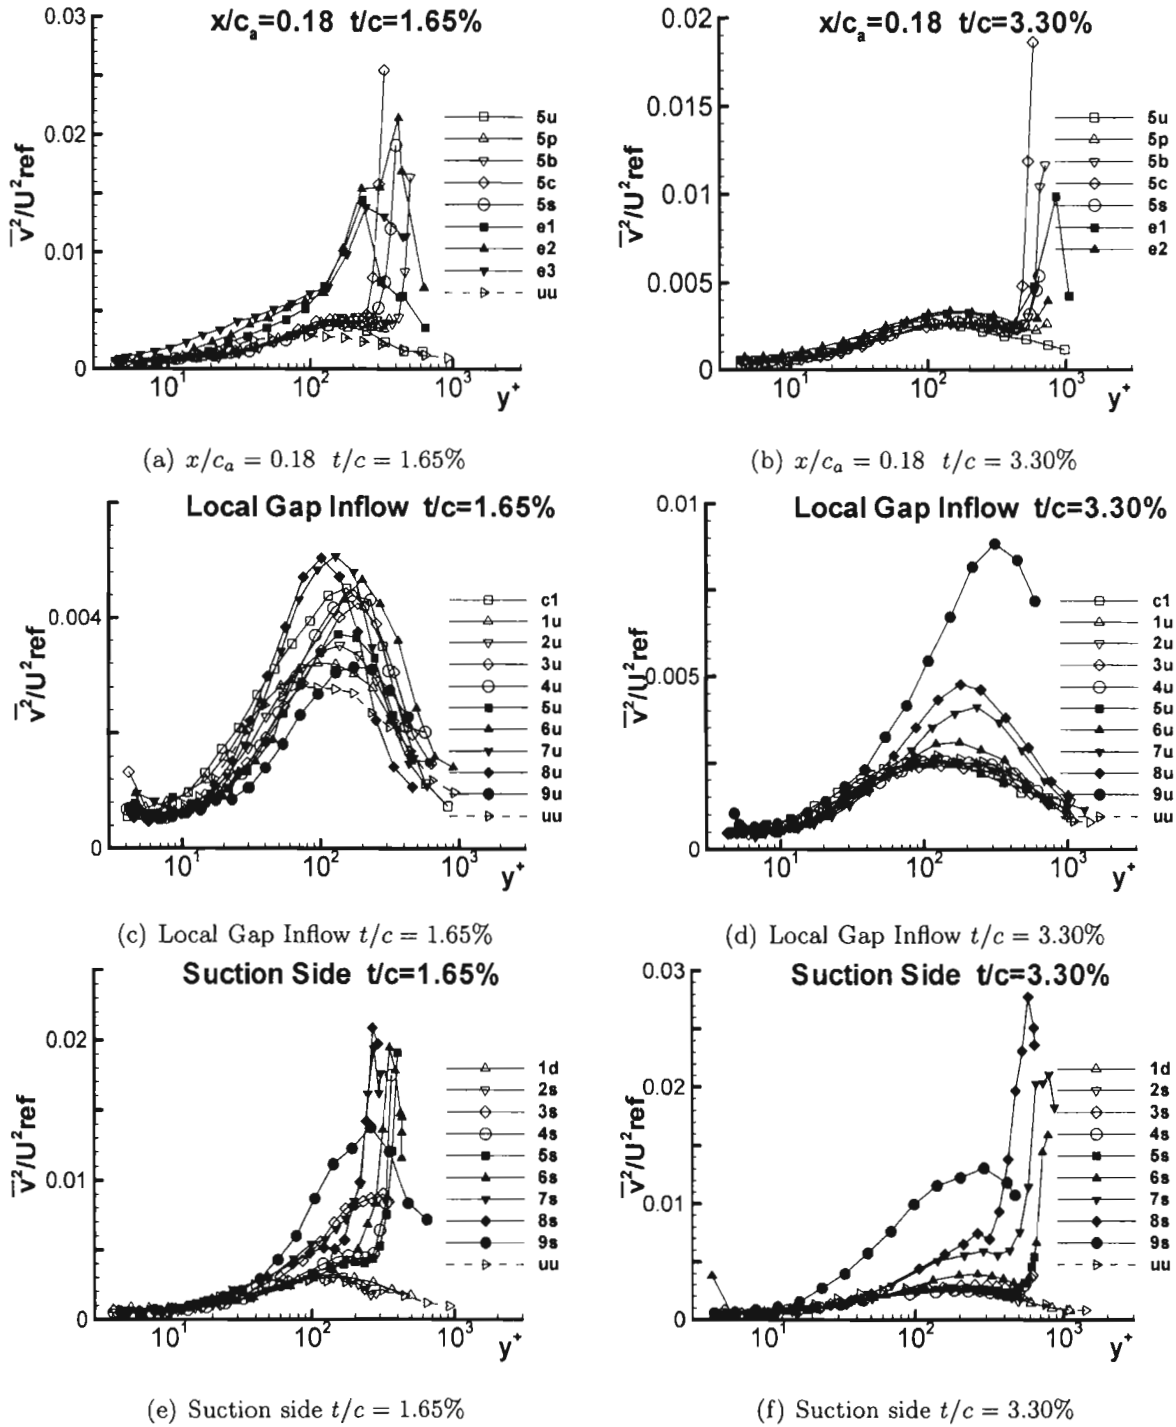 x/cₐ=0.18 t/c=1.65%
0.03
0.02
0.01
0
v̅²/U²ref
10¹
10²
10³
y⁺
5u
5p
5b
5c
5s
e1
e2
e3
uu
(a) x/cₐ = 0.18 t/c = 1.65%
x/cₐ=0.18 t/c=3.30%
0.02
0.015
0.01
0.005
0
v̅²/U²ref
10¹
10²
10³
y⁺
5u
5p
5b
5c
5s
e1
e2
(b) x/cₐ = 0.18 t/c = 3.30%
Local Gap Inflow t/c=1.65%
0.004
0
v̅²/U²ref
10¹
10²
10³
y⁺
c1
1u
2u
3u
4u
5u
6u
7u
8u
9u
uu
(c) Local Gap Inflow t/c = 1.65%
Local Gap Inflow t/c=3.30%
0.01
0.005
0
v̅²/U²ref
10¹
10²
10³
y⁺
c1
1u
2u
3u
4u
5u
6u
7u
8u
9u
uu
(d) Local Gap Inflow t/c = 3.30%
Suction Side t/c=1.65%
0.02
0.01
0
v̅²/U²ref
10¹
10²
10³
y⁺
1d
2s
3s
4s
5s
6s
7s
8s
9s
uu
(e) Suction side t/c = 1.65%
Suction Side t/c=3.30%
0.03
0.02
0.01
0
v̅²/U²ref
10¹
10²
10³
y⁺
1d
2s
3s
4s
5s
6s
7s
8s
9s
uu
(f) Suction side t/c = 3.30%